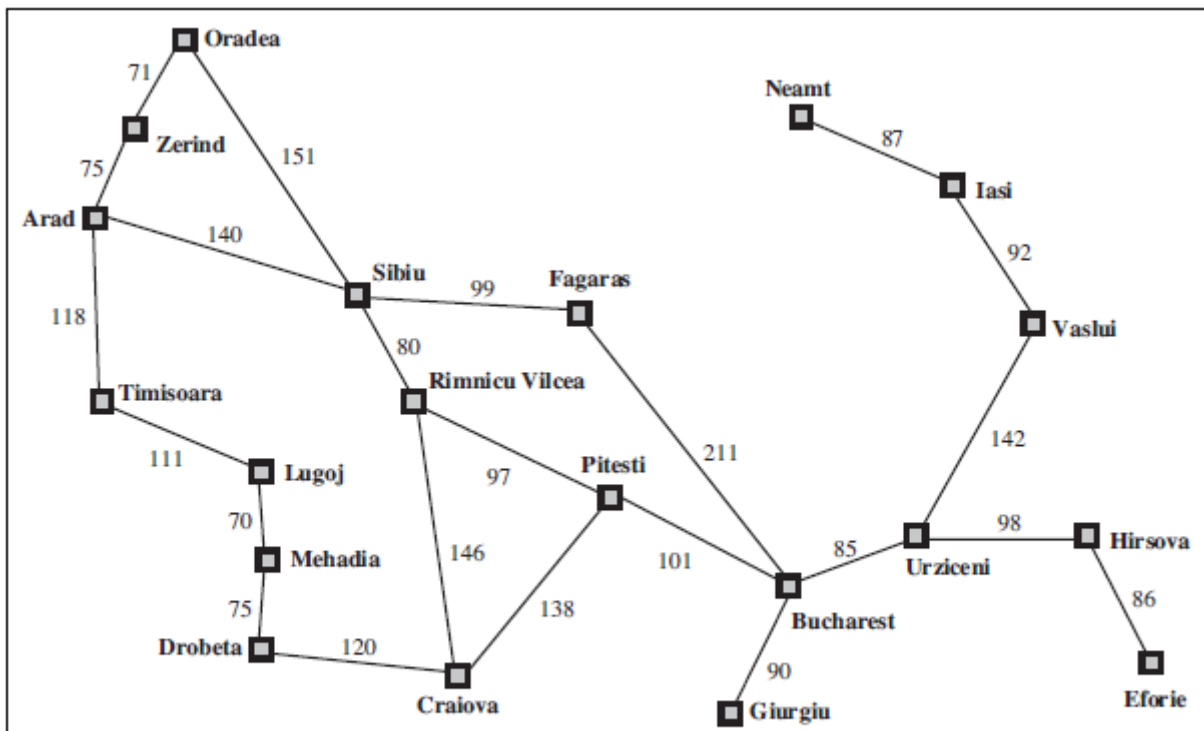 Oradea
71
Neamt
87
Zerind
151
75
Iasi
Arad
140
92
Sibiu
Fagaras
99
118
Vaslui
80
Timisoara
Rimnicu Vilcea
142
111
211
Lugoj
97
Pitesti
70
98
Hirsova
146
85
Mehadia
101
Urziceni
86
75
138
Bucharest
Drobeta
120
90
Craiova
Giurgiu
Eforie